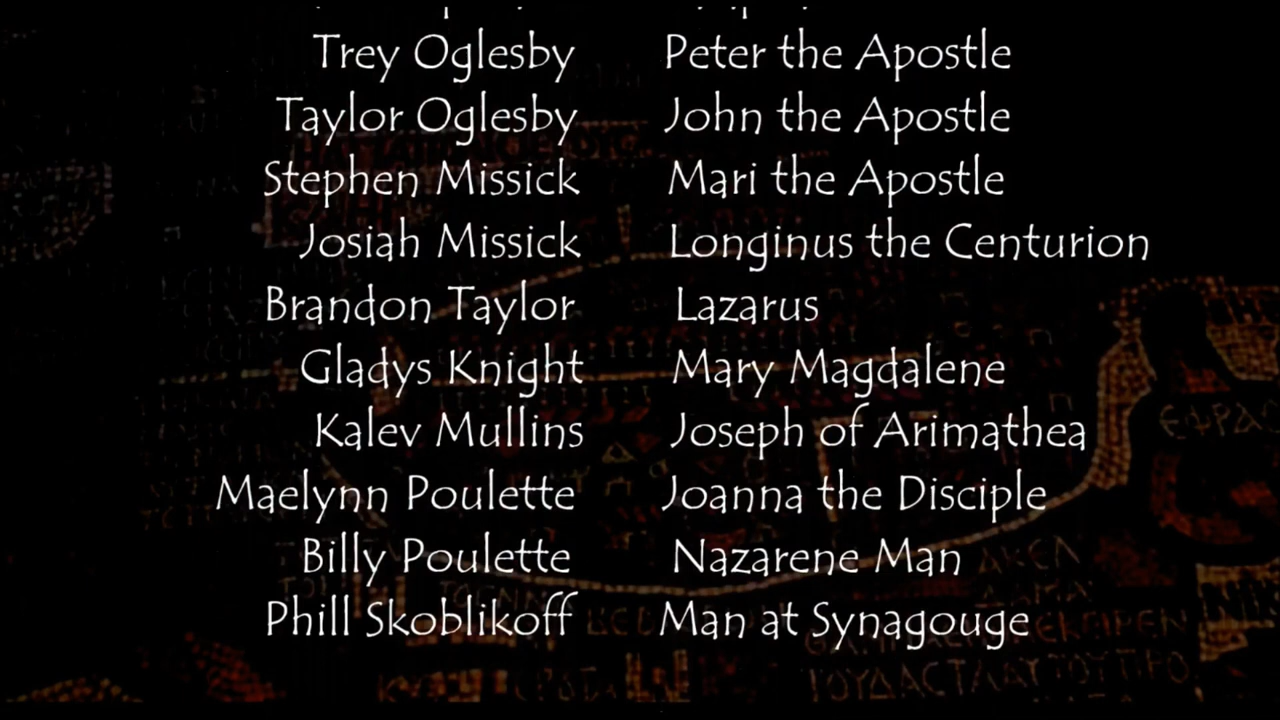 Trey Oglesby Peter the Apostle
Taylor Oglesby John the Apostle
Stephen Missick Mari the Apostle
Josiah Missick Longinus the Centurion
Brandon Taylor Lazarus
Gladys Knight Mary Magdalene
Kalev Mullins Joseph of Arimathea
Maelynn Poulette Joanna the Disciple
Billy Poulette Nazarene Man
Phill Skoblikoff Man at Synagouge